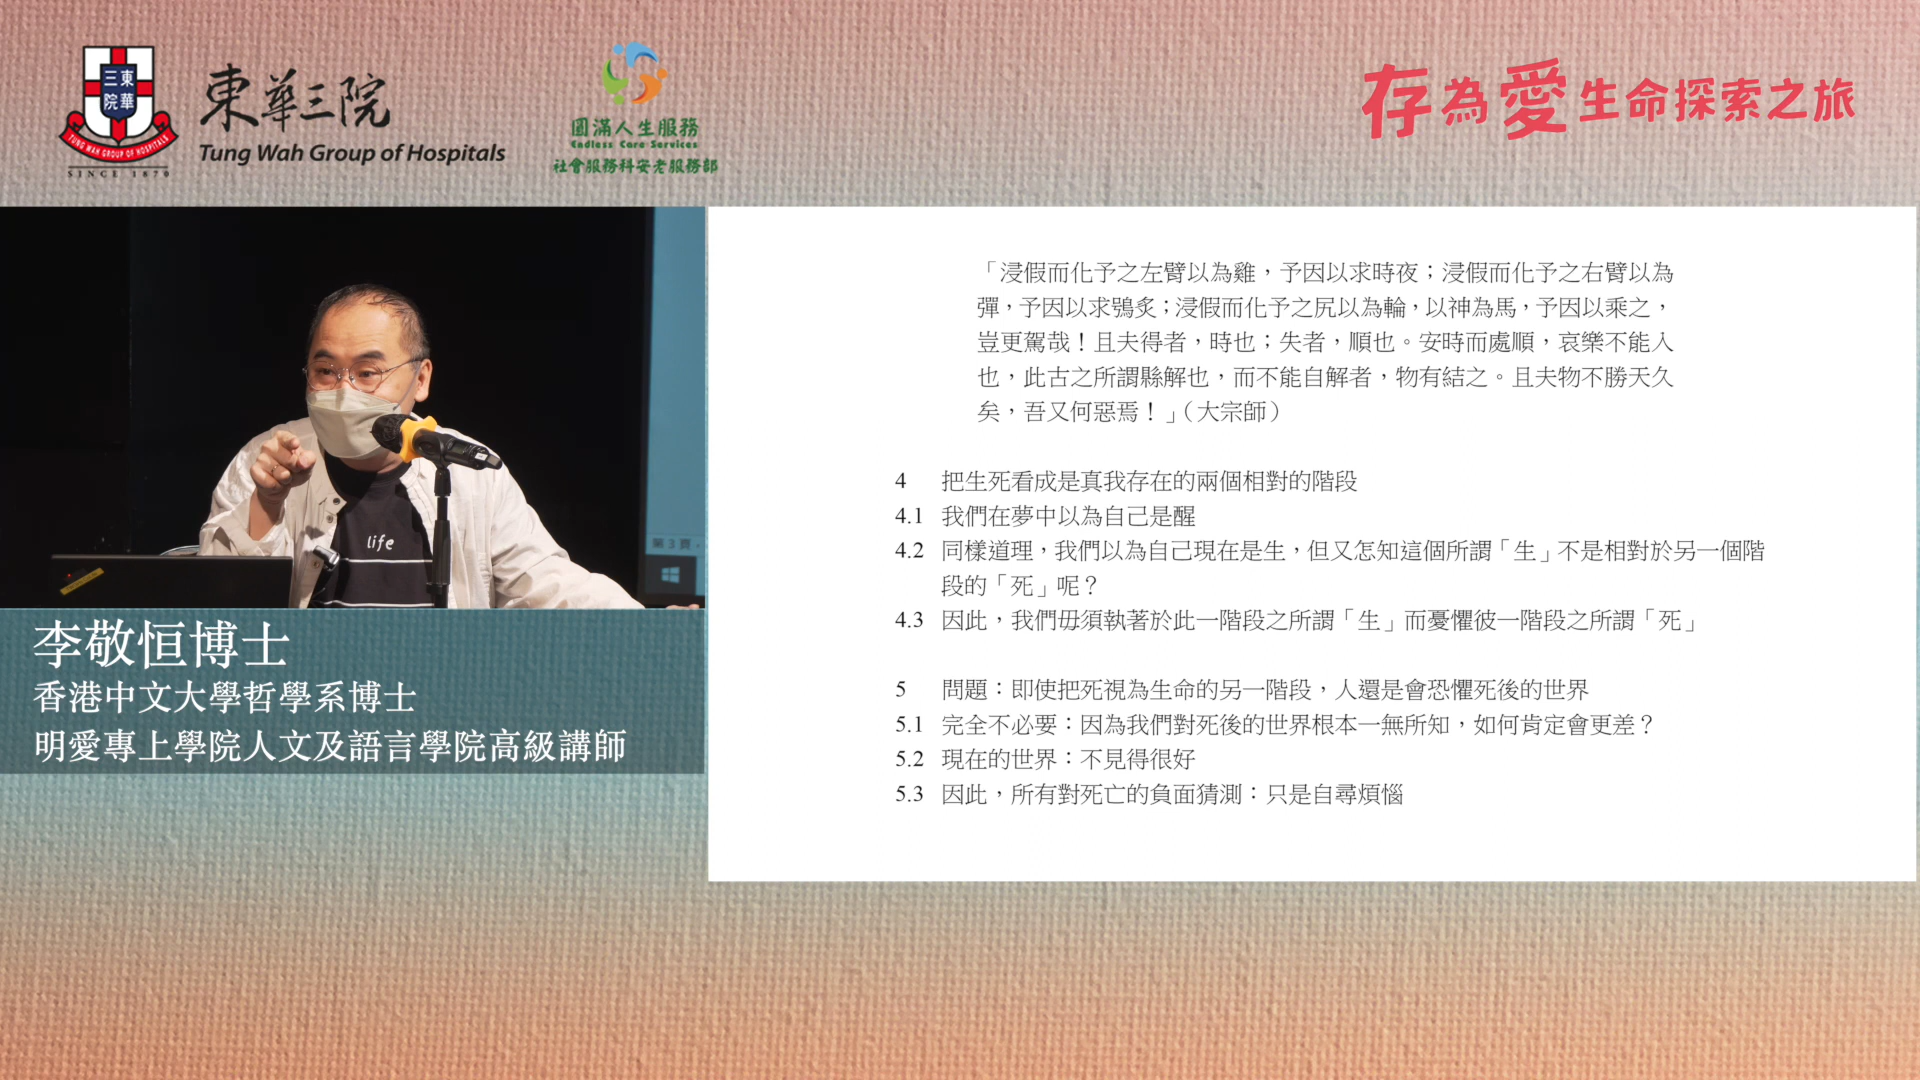 東華三院
東華三院
TUNG WAH GROUP OF HOSPITALS
SINCE 1870
Tung Wah Group of Hospitals
圓滿人生服務
Endless Care Services
社會服務科安老服務部
存為愛生命探索之旅
life
第 3 頁，
李敬恒博士
香港中文大學哲學系博士
明愛專上學院人文及語言學院高級講師
「浸假而化予之左臂以為雞，予因以求時夜；浸假而化予之右臂以為
彈，予因以求鴞炙；浸假而化予之尻以為輪，以神為馬，予因以乘之，
豈更駕哉！且夫得者，時也；失者，順也。安時而處順，哀樂不能入
也，此古之所謂縣解也，而不能自解者，物有結之。且夫物不勝天久
矣，吾又何惡焉！」（大宗師）
4 把生死看成是真我存在的兩個相對的階段
4.1 我們在夢中以為自己是醒
4.2 同樣道理，我們以為自己現在是生，但又怎知這個所謂「生」不是相對於另一個階
段的「死」呢？
4.3 因此，我們毋須執著於此一階段之所謂「生」而憂懼彼一階段之所謂「死」
5 問題：即使把死視為生命的另一階段，人還是會恐懼死後的世界
5.1 完全不必要：因為我們對死後的世界根本一無所知，如何肯定會更差？
5.2 現在的世界：不見得很好
5.3 因此，所有對死亡的負面猜測：只是自尋煩惱